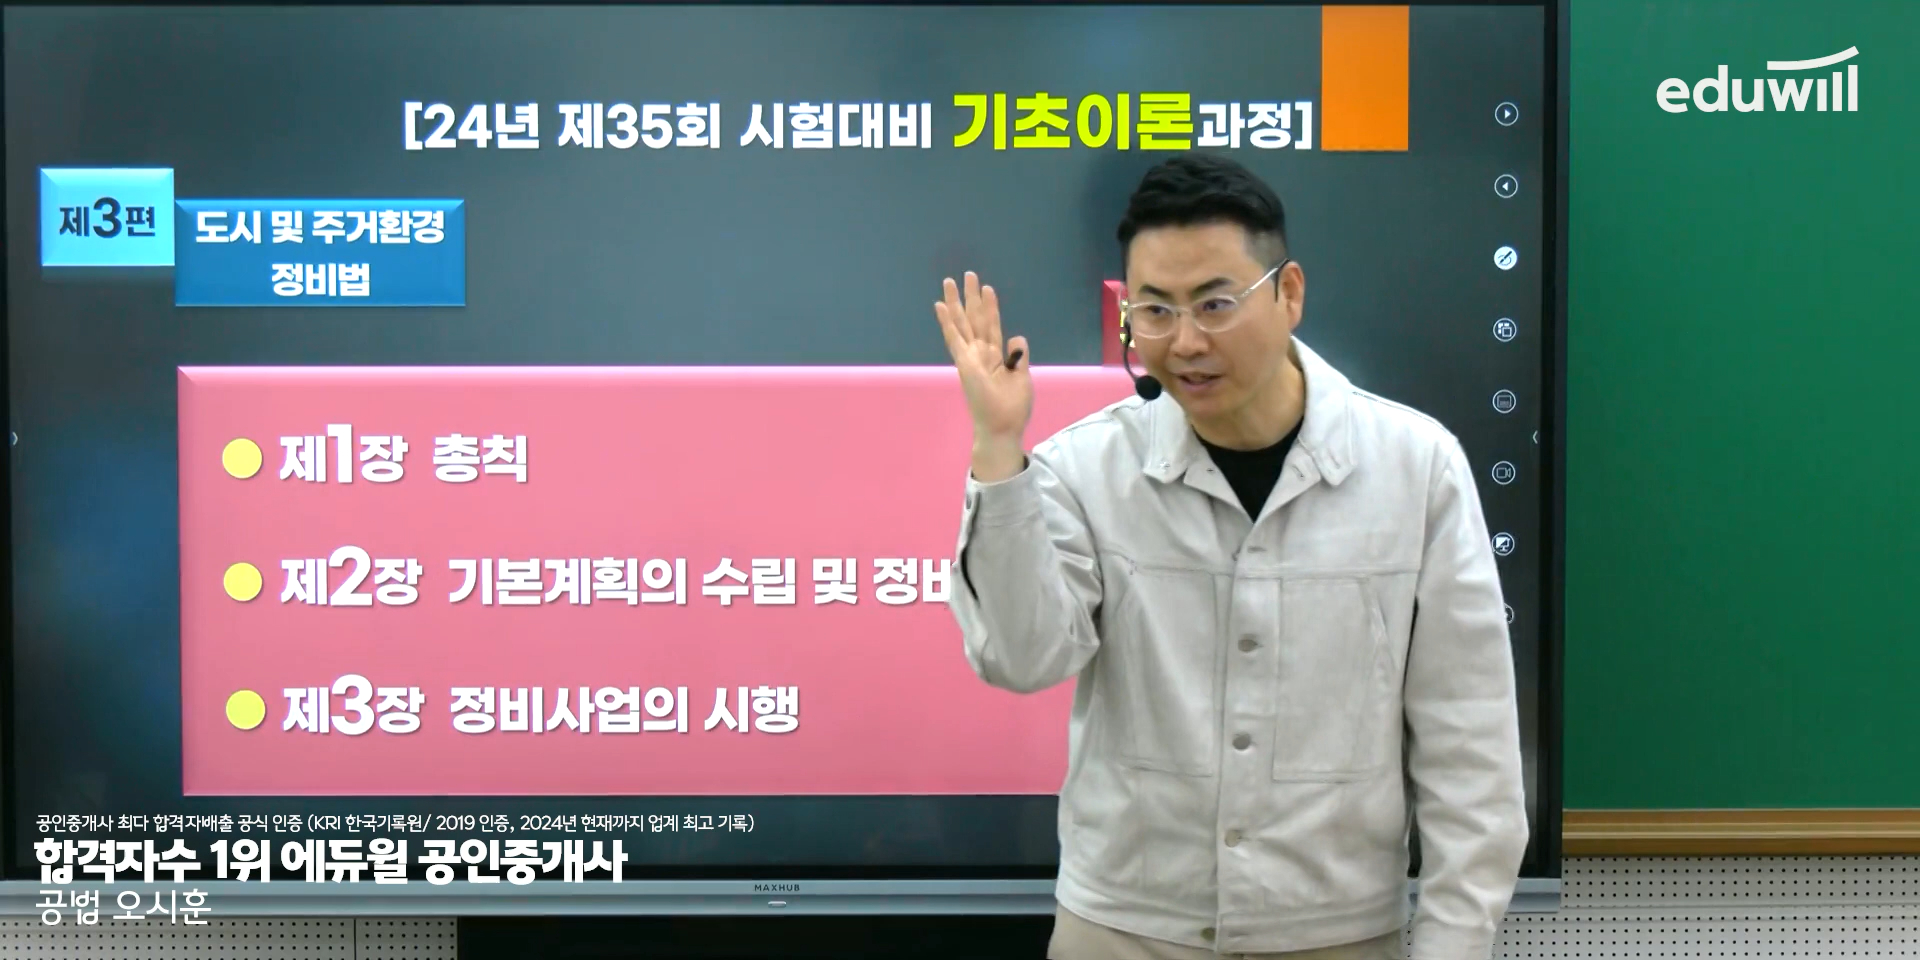 [24년 제35회 시험대비 기초이론과정]
eduwill
제3편
도시 및 주거환경
정비법
제1장 총칙
제2장 기본계획의 수립 및
제3장 정비사업의 시행
공인중개사 최다 합격자배출 공식 인증 (KRI 한국기록원/ 2019 인증, 2024년 현재까지 업계 최고 기록)
합격자수 1위 에듀윌 공인중개사
공법 오시훈
MAXHUB